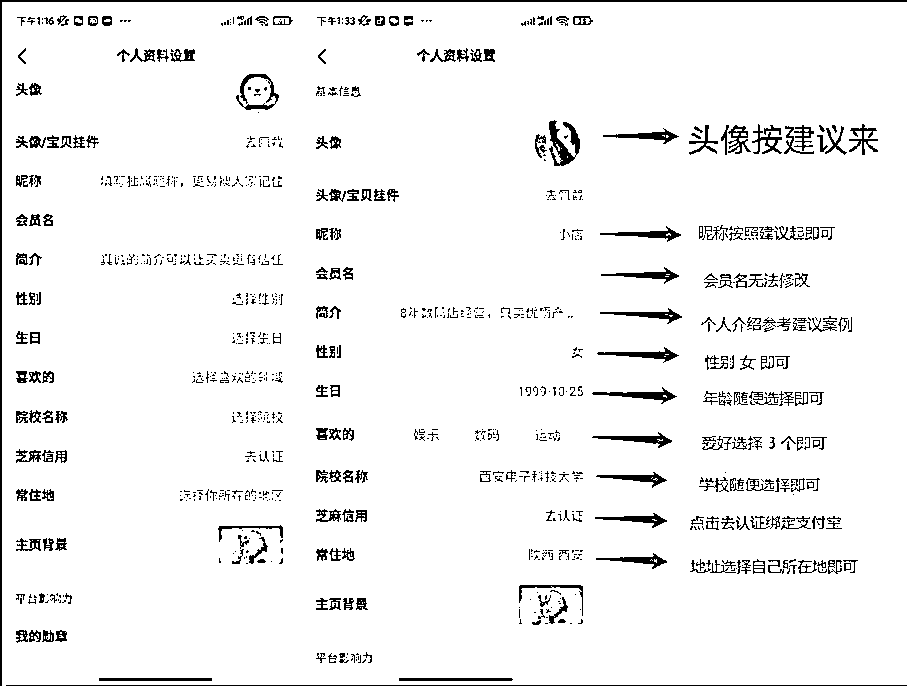 下午1:16
个人资料设置
头像
头像/宝贝挂件
昵称 填写独属昵称，更易被大家记住
会员名
简介 真诚的简介可以让买卖更有信任
性别 选择性别
生日 选择生日
喜欢的 选择喜欢的领域
院校名称 选择院校
芝麻信用 去认证
常住地 选择你所在的地区
主页背景
平台影响力
我的勋章
下午1:33
个人资料设置
基本信息
头像
头像/宝贝挂件
昵称 小店
会员名
简介 8年数码店经营，只卖优质产...
性别 女
生日 1999-10-25
喜欢的 娱乐 数码 运动
院校名称 西安电子科技大学
芝麻信用 去认证
常住地 陕西 西安
主页背景
平台影响力
头像按建议来
昵称按照建议起即可
会员名无法修改
个人介绍参考建议案例
性别 女 即可
年龄随便选择即可
爱好选择 3 个即可
学校随便选择即可
点击去认证绑定支付宝
地址选择自己所在地即可